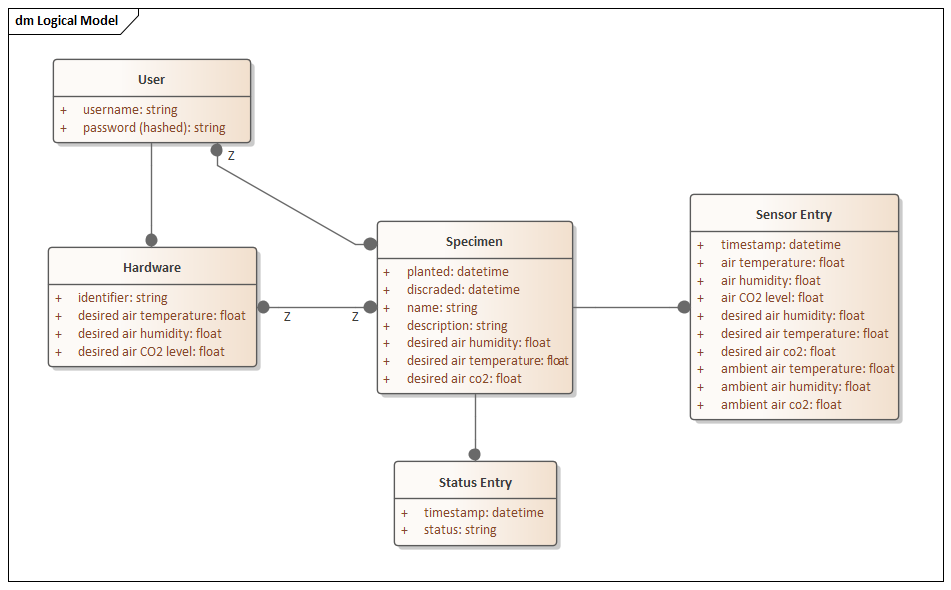 dm Logical Model
User
+ username: string
+ password (hashed): string
Z
Hardware
+ identifier: string
+ desired air temperature: float
+ desired air humidity: float
+ desired air CO2 level: float
Z
Z
Specimen
+ planted: datetime
+ discraded: datetime
+ name: string
+ description: string
+ desired air humidity: float
+ desired air temperature: float
+ desired air co2: float
Sensor Entry
+ timestamp: datetime
+ air temperature: float
+ air humidity: float
+ air CO2 level: float
+ desired air humidity: float
+ desired air temperature: float
+ desired air co2: float
+ ambient air temperature: float
+ ambient air humidity: float
+ ambient air co2: float
Status Entry
+ timestamp: datetime
+ status: string